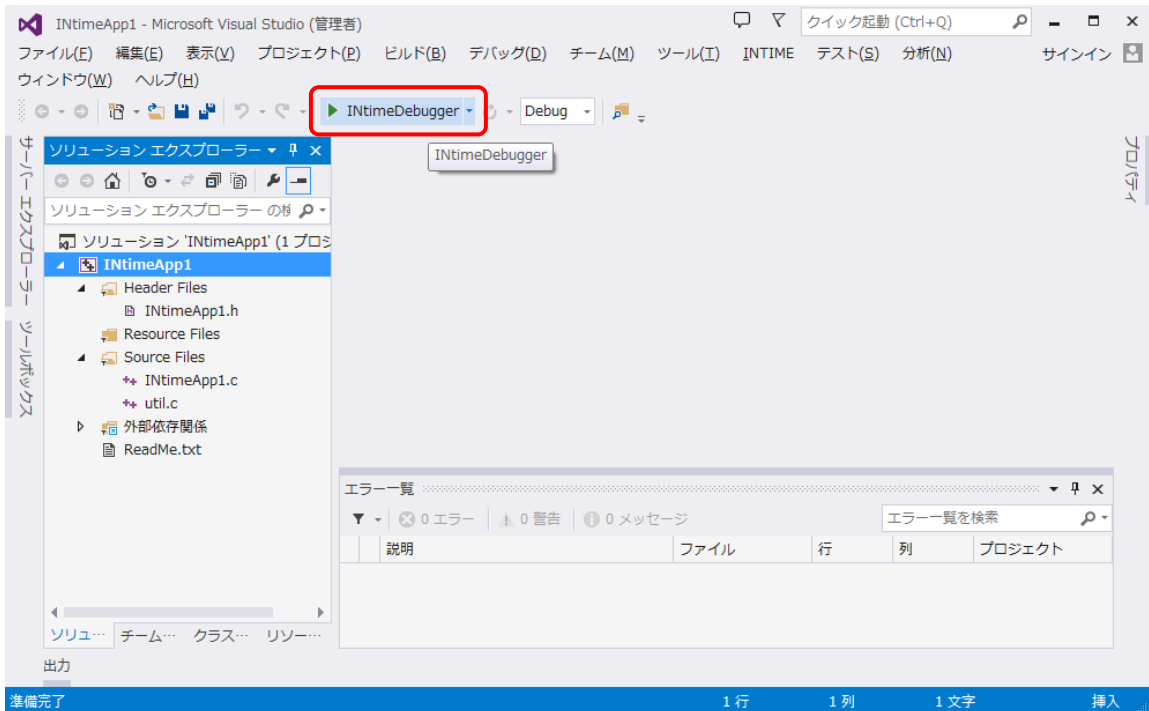 INtimeApp1 - Microsoft Visual Studio (管理者)
クイック起動 (Ctrl+Q)
ファイル(F) 編集(E) 表示(V) プロジェクト(P) ビルド(B) デバッグ(D) チーム(M) ツール(T) INTIME テスト(S) 分析(N) サインイン
ウィンドウ(W) ヘルプ(H)
INtimeDebugger Debug
INtimeDebugger
サーバー エクスプローラー
ツールボックス
ソリューション エクスプローラー
ソリューション エクスプローラー の検
ソリューション 'INtimeApp1' (1 プロジ
INtimeApp1
Header Files
INtimeApp1.h
Resource Files
Source Files
INtimeApp1.c
util.c
外部依存関係
ReadMe.txt
ソリュ… チーム… クラス… リソー…
プロパティ
エラー一覧
0 エラー 0 警告 0 メッセージ エラー一覧を検索
説明 ファイル 行 列 プロジェクト
出力
準備完了 1 行 1 列 1 文字 挿入